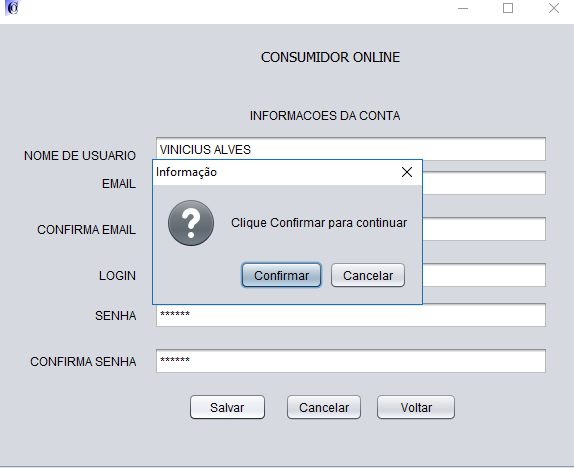 CONSUMIDOR ONLINE
INFORMACOES DA CONTA
NOME DE USUARIO VINICIUS ALVES
Informação
EMAIL
Clique Confirmar para continuar
CONFIRMA EMAIL
LOGIN
Confirmar Cancelar
SENHA ******
CONFIRMA SENHA ******
Salvar Cancelar Voltar